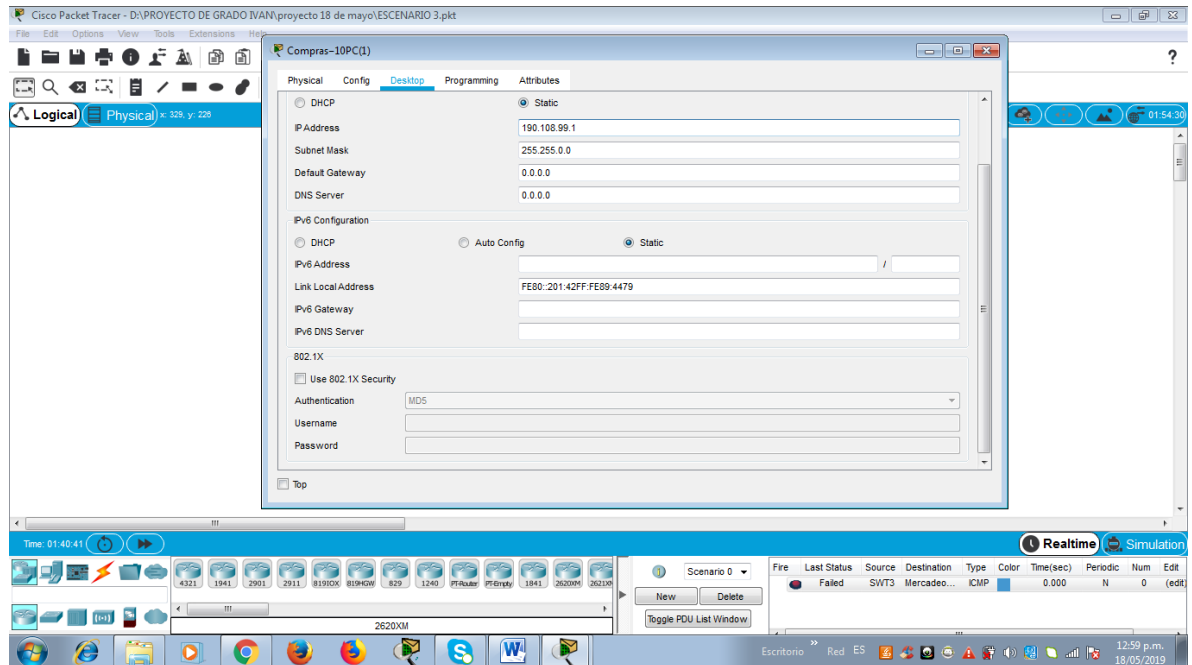 Cisco Packet Tracer - D:\PROYECTO DE GRADO IVAN\proyecto 18 de mayo\ESCENARIO 3.pkt
File Edit Options View Tools Extensions Help
Compras-10PC(1)
?
Physical Config Desktop Programming Attributes
Logical Physical x: 329, y: 226
01:54:30
DHCP Static
IP Address 190.108.99.1
Subnet Mask 255.255.0.0
Default Gateway 0.0.0.0
DNS Server 0.0.0.0
IPv6 Configuration
DHCP Auto Config Static
IPv6 Address /
Link Local Address FE80::201:42FF:FE89:4479
IPv6 Gateway
IPv6 DNS Server
802.1X
Use 802.1X Security
Authentication MD5
Username
Password
Top
Time: 01:40:41
Realtime Simulation
4321 1941 2901 2911 819IOX 819HGW 829 1240 PT-Router PT-Empty 1841 2620XM 2621X
2620XM
Scenario 0
New Delete
Toggle PDU List Window
Fire Last Status Source Destination Type Color Time(sec) Periodic Num Edit
Failed SWT3 Mercadeo... ICMP 0.000 N 0 (edit
Escritorio Red ES
12:59 p.m.
18/05/2019